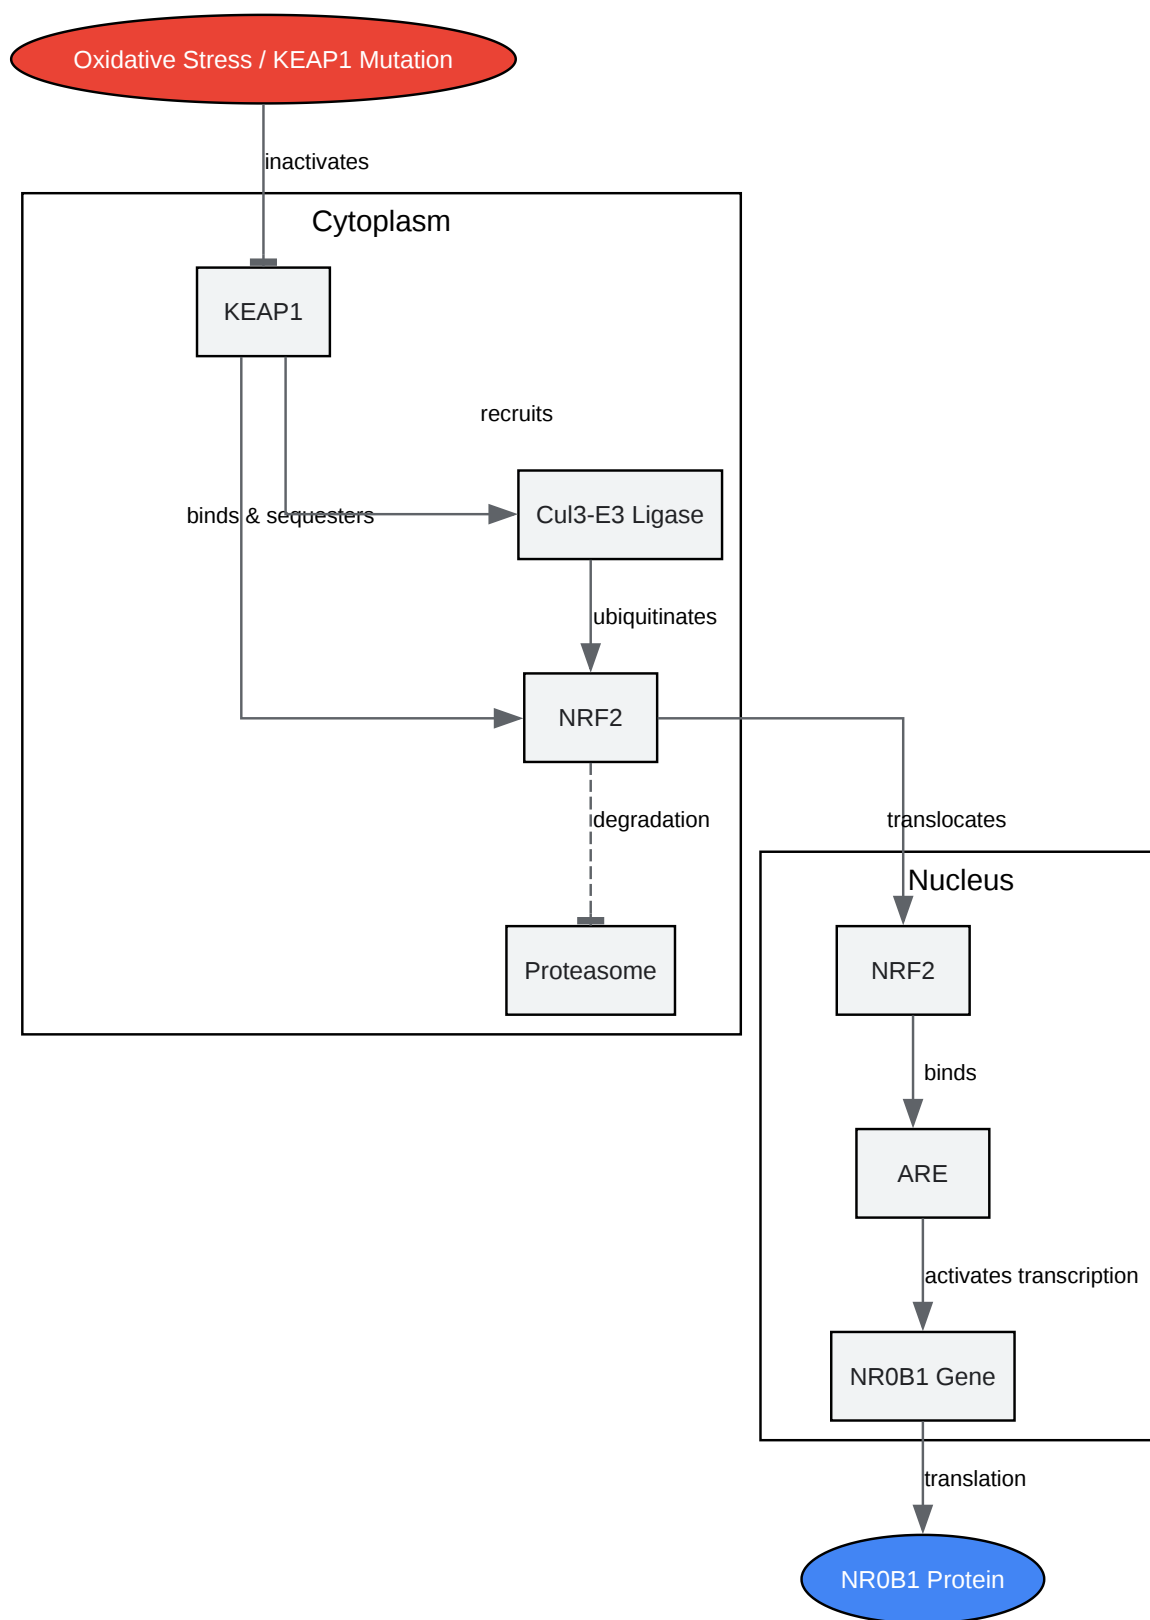 Oxidative Stress / KEAP1 Mutation
inactivates
Cytoplasm
KEAP1
recruits
binds & sequesters
Cul3-E3 Ligase
ubiquitinates
NRF2
degradation
translocates
Nucleus
Proteasome
NRF2
binds
ARE
activates transcription
NR0B1 Gene
translation
NR0B1 Protein